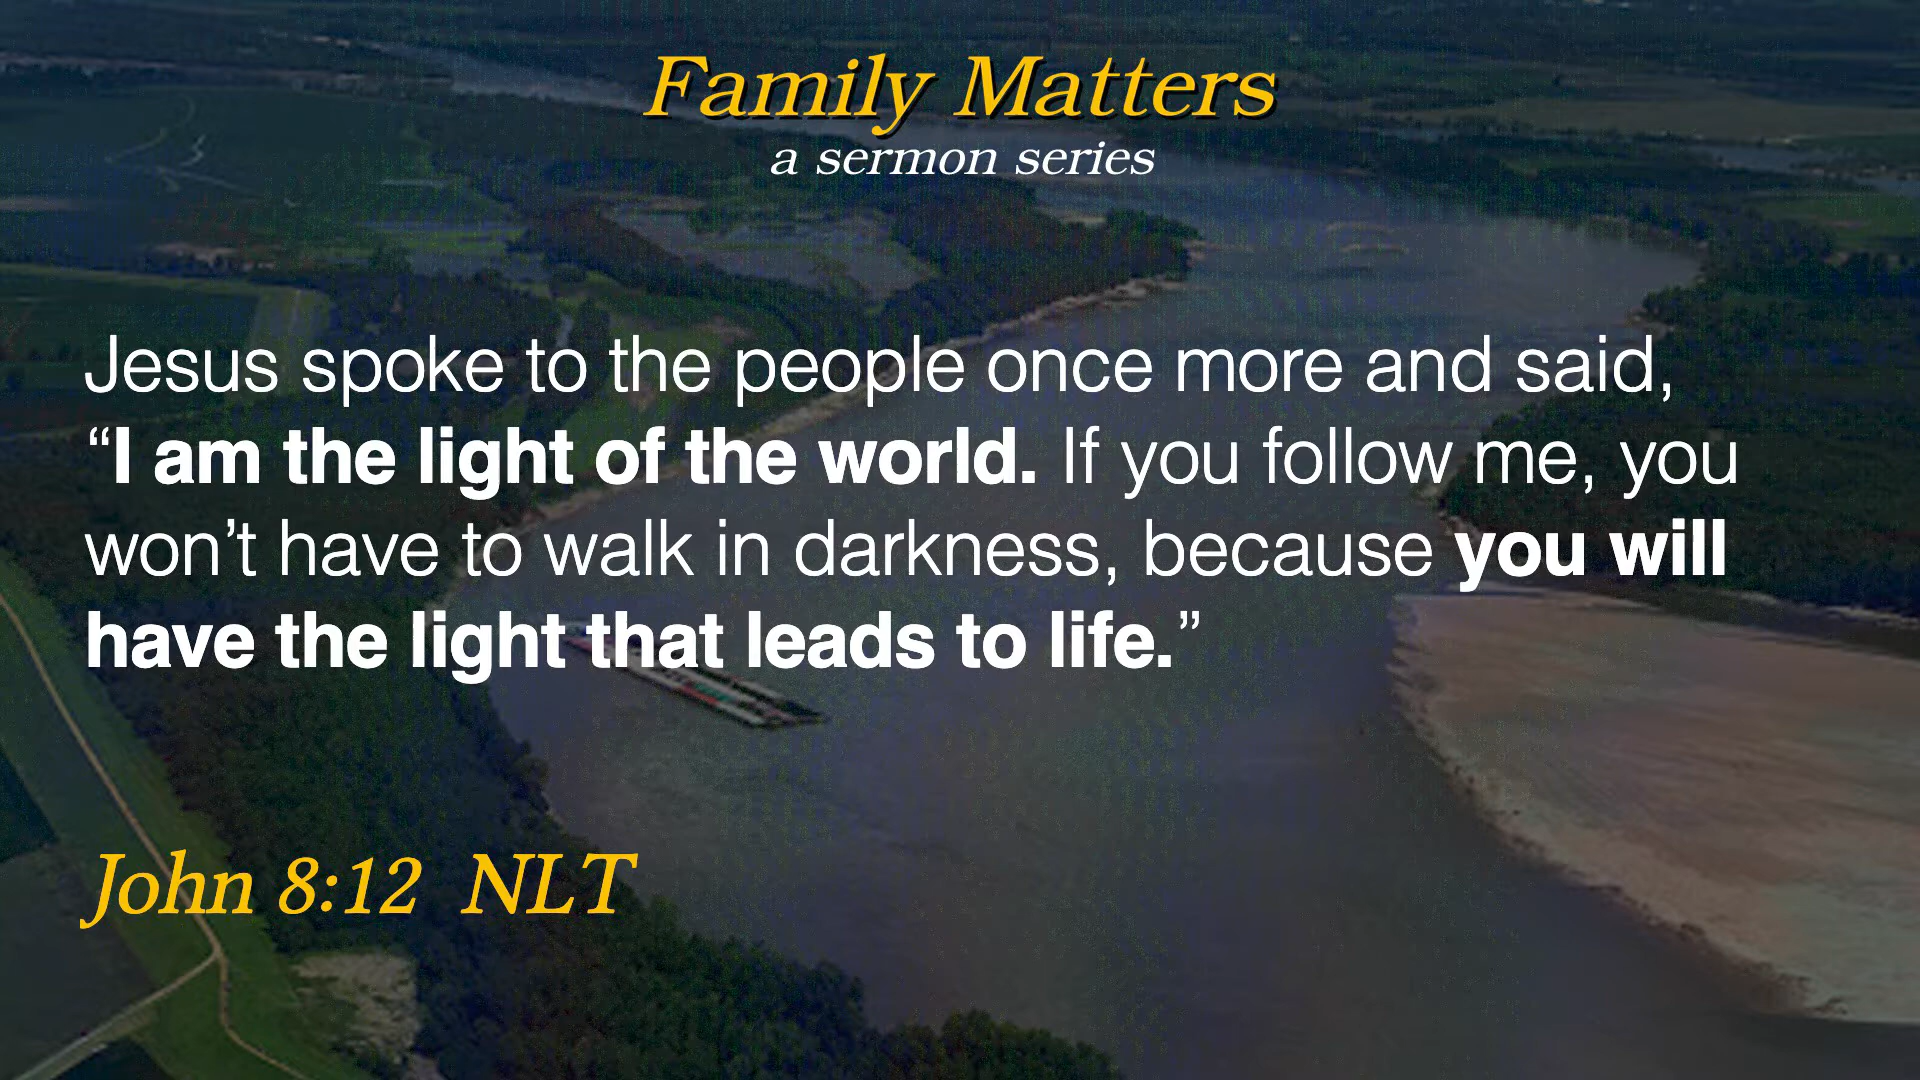 Family Matters
a sermon series
Jesus spoke to the people once more and said,
“I am the light of the world. If you follow me, you
won’t have to walk in darkness, because you will
have the light that leads to life.”
John 8:12  NLT